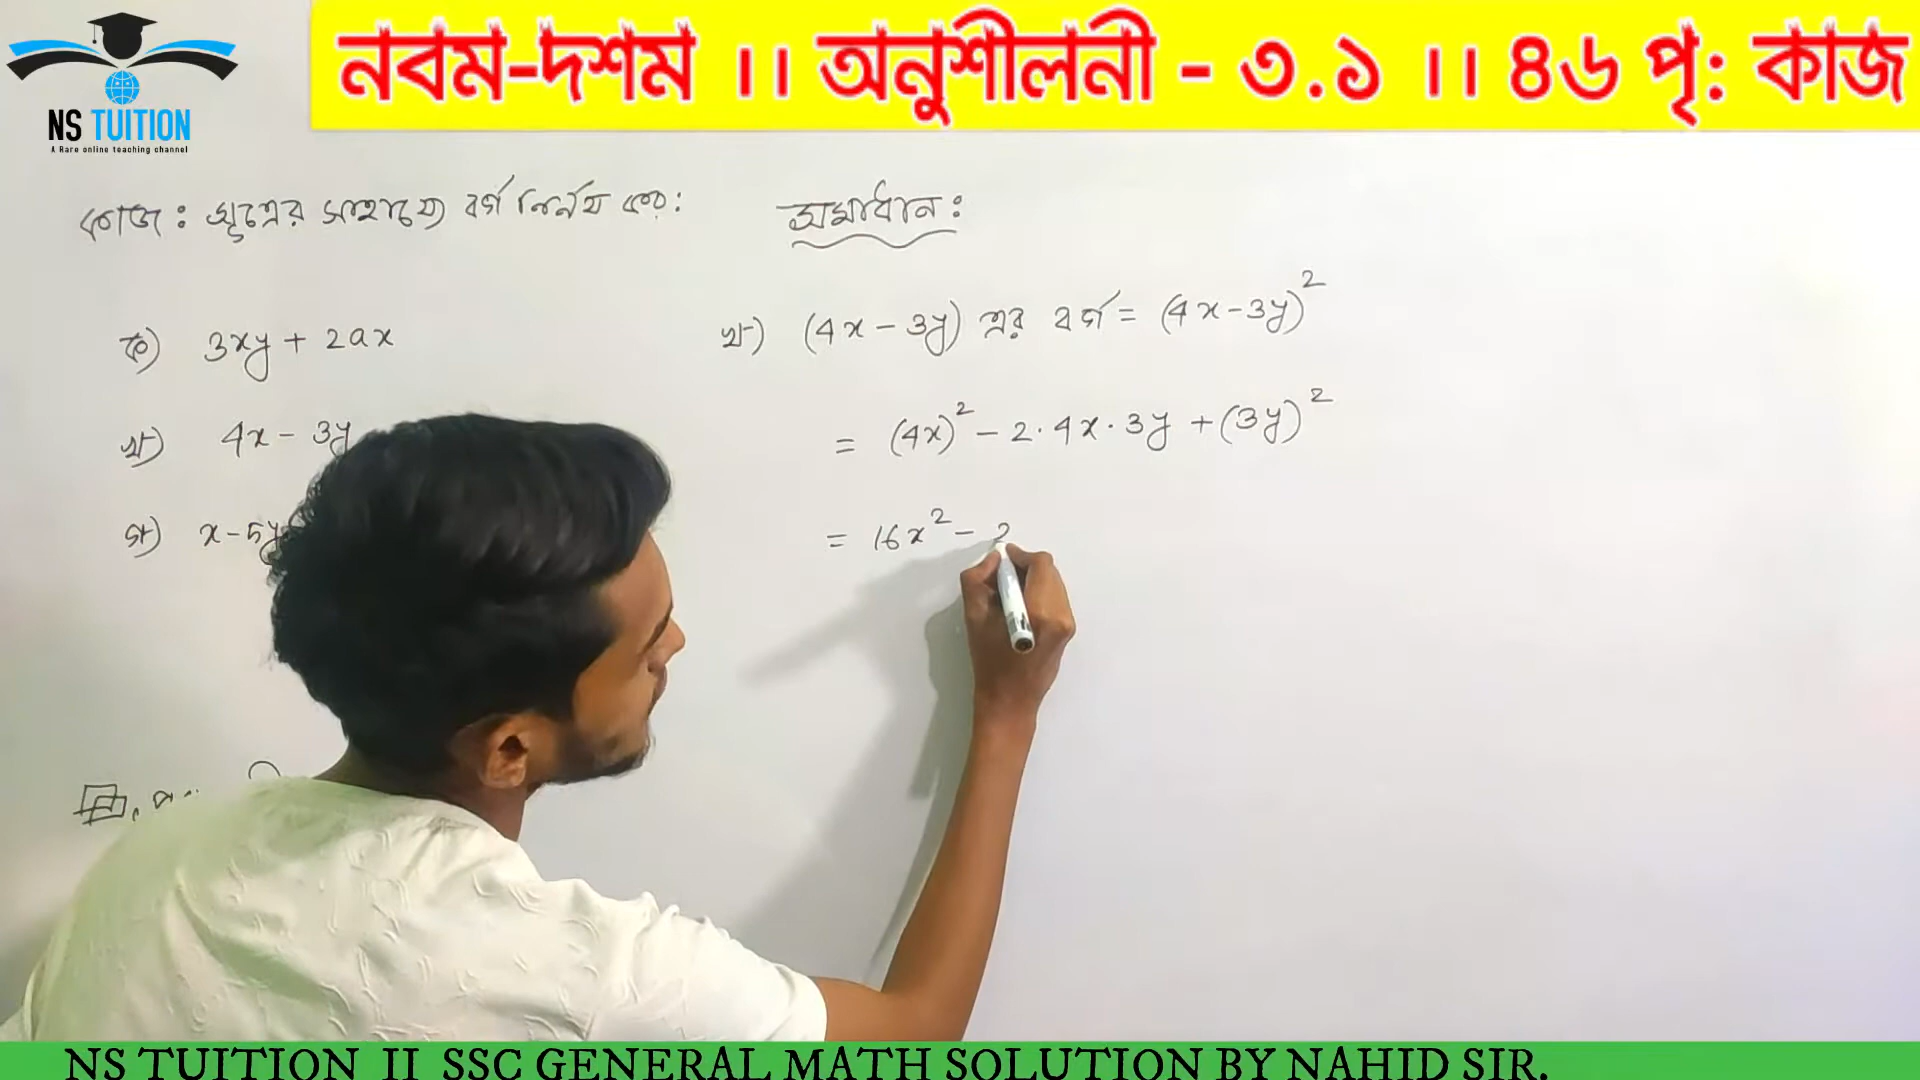 নবম-দশম ।। অনুশীলনী - ৩.১ ।। ৪৬ পৃ: কাজ
NS TUITION
A Rare online teaching channel
কাজ : সূত্রের সাহায্যে বর্গ নির্নয় কর :
ক) 3xy + 2ax
খ) 4x - 3y
গ) x - 5y
সমাধান :
খ) (4x - 3y) এর বর্গ = (4x - 3y)²
= (4x)² - 2·4x·3y + (3y)²
= 16x² - 2
NS TUITION II SSC GENERAL MATH SOLUTION BY NAHID SIR.